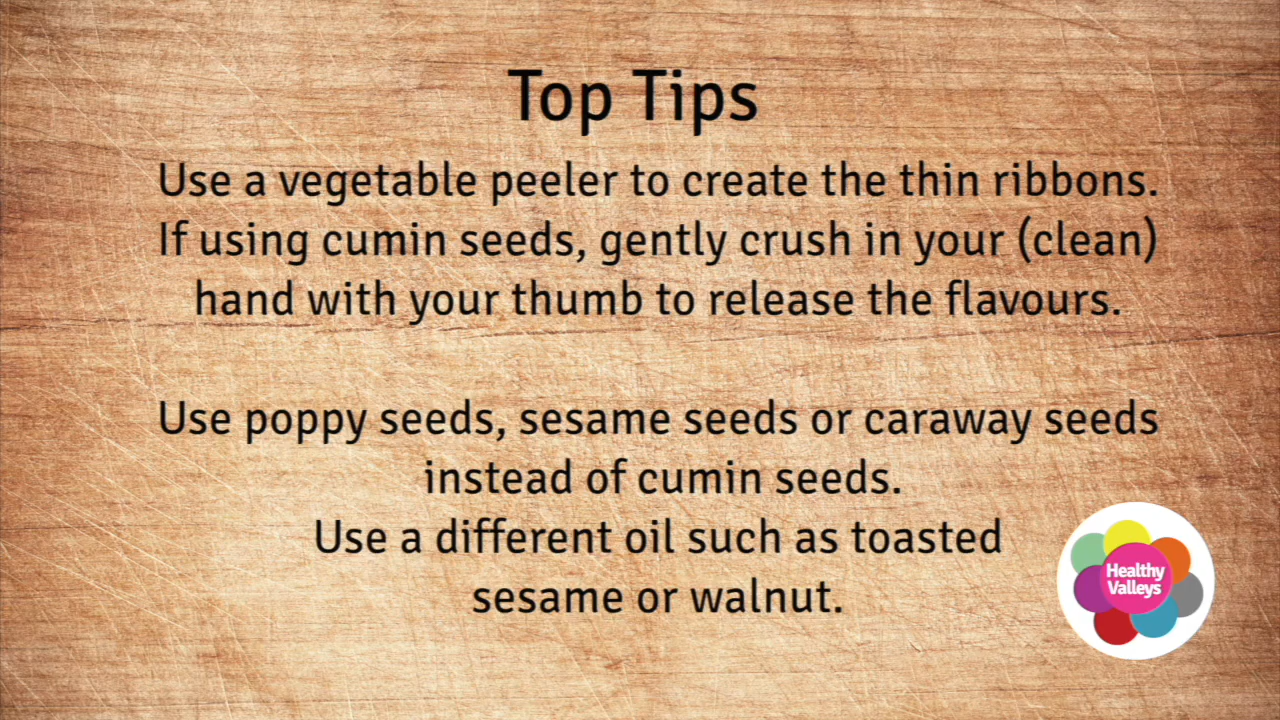 Top Tips
Use a vegetable peeler to create the thin ribbons.
If using cumin seeds, gently crush in your (clean)
hand with your thumb to release the flavours.
Use poppy seeds, sesame seeds or caraway seeds
instead of cumin seeds.
Use a different oil such as toasted
sesame or walnut.
Healthy
Valleys